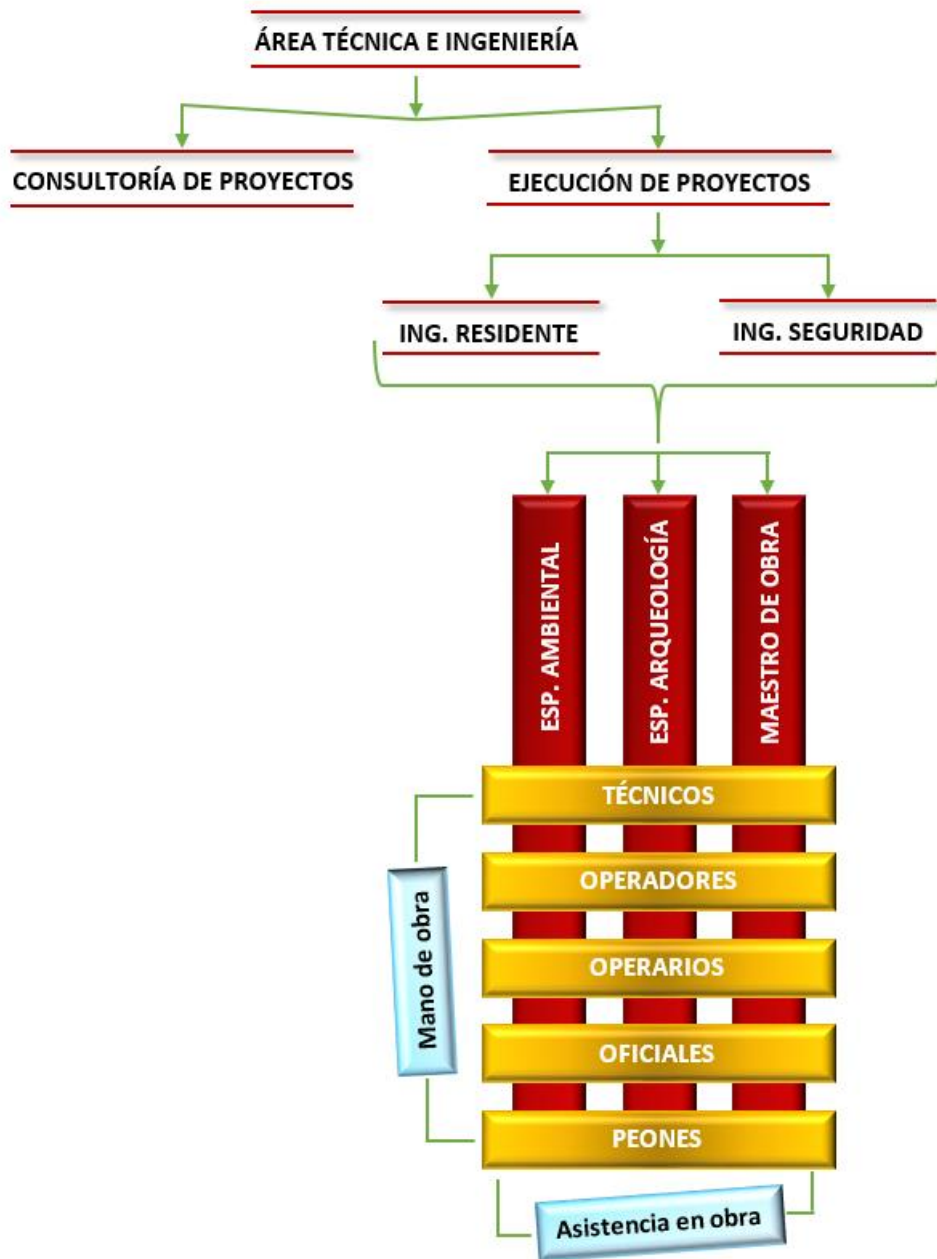 ÁREA TÉCNICA E INGENIERÍA
CONSULTORÍA DE PROYECTOS
EJECUCIÓN DE PROYECTOS
ING. RESIDENTE
ING. SEGURIDAD
ESP. AMBIENTAL
ESP. ARQUEOLOGÍA
MAESTRO DE OBRA
TÉCNICOS
OPERADORES
OPERARIOS
OFICIALES
PEONES
Mano de obra
Asistencia en obra